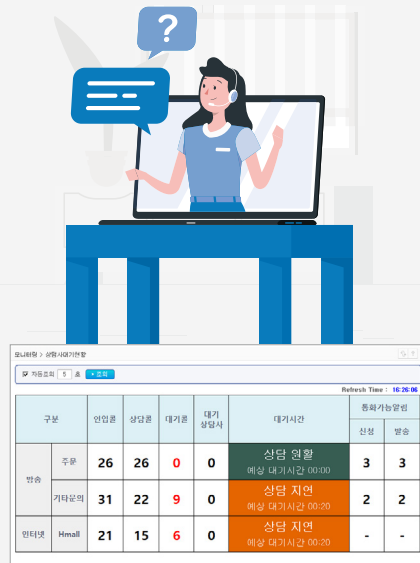 ?
모니터링 > 상담사대기현황
자동조회 5 초 조회
Refresh Time : 16:26:06
구분 인입콜 상담콜 대기콜 대기 상담사 대기시간 통화가능알림
신청 발송
방송 주문 26 26 0 0 상담 원활 예상 대기시간 00:00 3 3
기타문의 31 22 9 0 상담 지연 예상 대기시간 00:20 2 2
인터넷 Hmall 21 15 6 0 상담 지연 예상 대기시간 00:20 - -